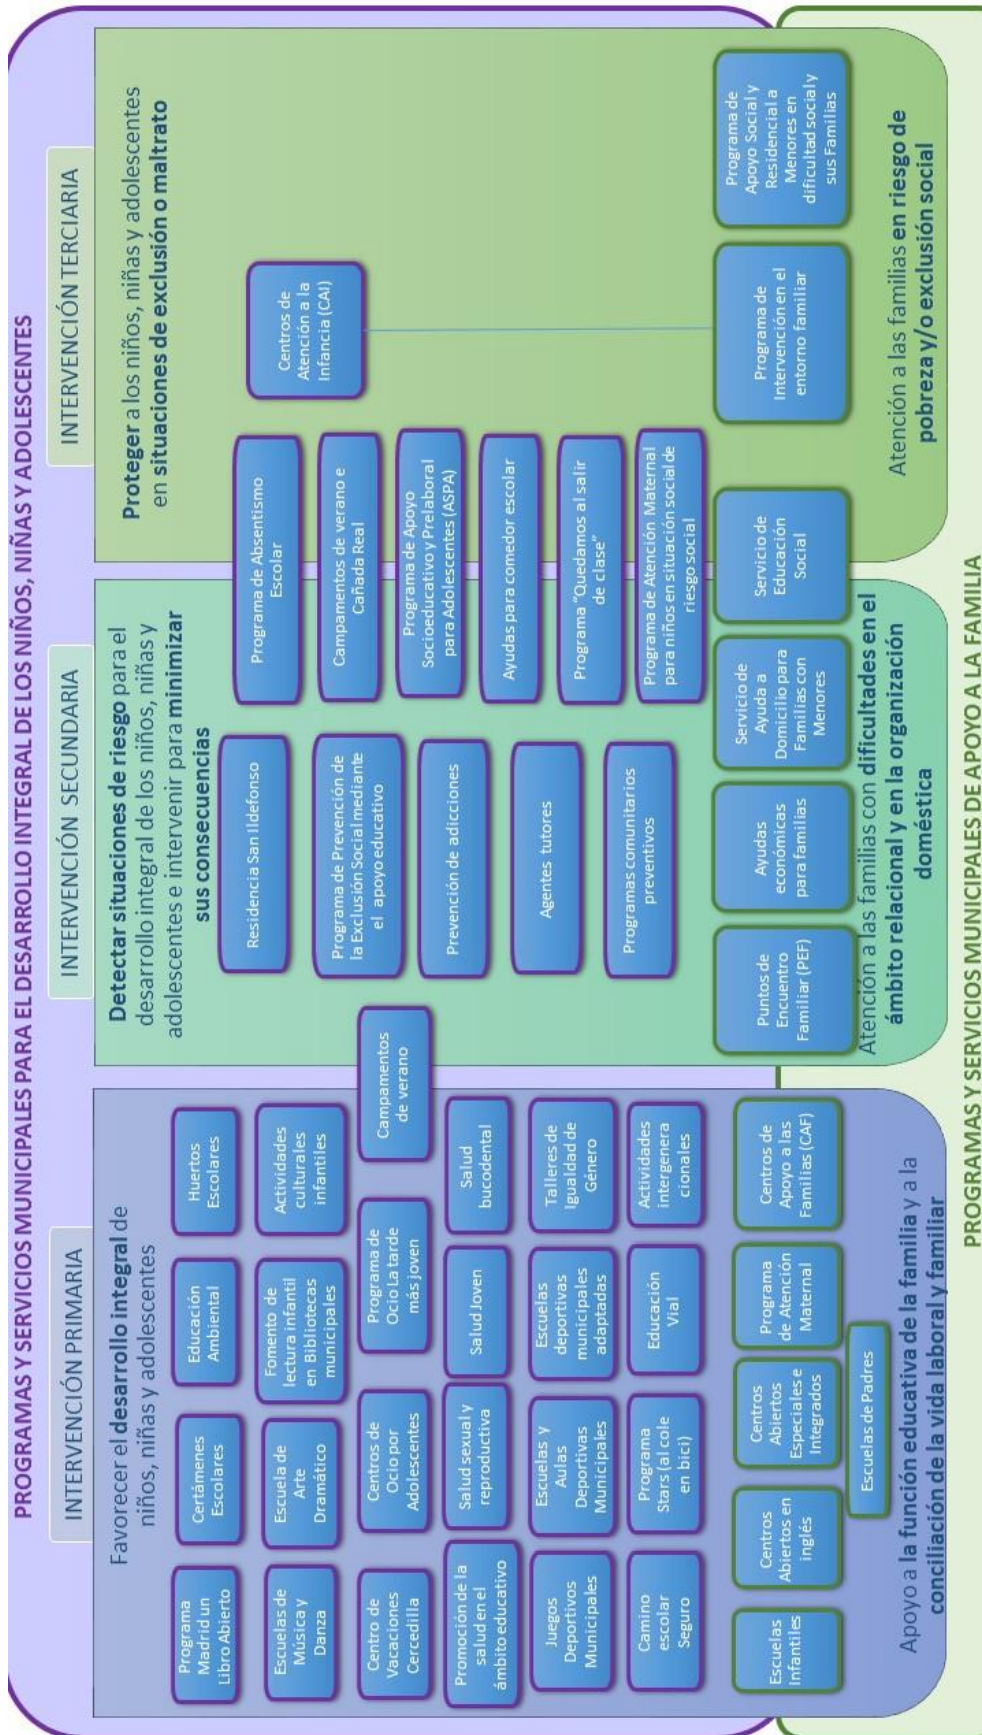 PROGRAMAS Y SERVICIOS MUNICIPALES PARA EL DESARROLLO INTEGRAL DE LOS NIÑOS, NIÑAS Y ADOLESCENTES
INTERVENCIÓN PRIMARIA
Favorecer el desarrollo integral de
niños, niñas y adolescentes
Programa
Madrid un
Libro Abierto
Certámenes
Escolares
Educación
Ambiental
Huertos
Escolares
Escuelas de
Música y
Danza
Escuela de
Arte
Dramático
Fomento de
lectura infantil
en Bibliotecas
municipales
Actividades
culturales
infantiles
Centro de
Vacaciones
Cercedilla
Centros de
Ocio por
Adolescentes
Programa de
Ocio La tarde
más joven
Campamentos
de verano
Promoción de la
salud en el
ámbito educativo
Salud sexual y
reproductiva
Salud Joven
Salud
bucodental
Juegos
Deportivos
Municipales
Escuelas y
Aulas
Deportivas
Municipales
Escuelas
deportivas
municipales
adaptadas
Talleres de
Igualdad de
Género
Camino
escolar
Seguro
Programa
Stars (al cole
en bici)
Educación
Vial
Actividades
intergenera
cionales
Escuelas
Infantiles
Centros
Abiertos en
inglés
Centros
Abiertos
Especiales e
Integrados
Programa
de Atención
Maternal
Centros de
Apoyo a las
Familias (CAF)
Escuelas de Padres
Apoyo a la función educativa de la familia y a la
conciliación de la vida laboral y familiar
INTERVENCIÓN SECUNDARIA
Detectar situaciones de riesgo para el
desarrollo integral de los niños, niñas y
adolescentes e intervenir para minimizar
sus consecuencias
Residencia San Ildefonso
Programa de Prevención de
la Exclusión Social mediante
el apoyo educativo
Prevención de adicciones
Agentes tutores
Programas comunitarios
preventivos
Programa de Absentismo
Escolar
Campamentos de verano e
Cañada Real
Programa de Apoyo
Socioeducativo y Prelaboral
para Adolescentes (ASPA)
Ayudas para comedor escolar
Programa "Quedamos al salir
de clase"
Programa de Atención Maternal
para niños en situación social de
riesgo social
Puntos de
Encuentro
Familiar (PEF)
Ayudas
económicas
para familias
Servicio de
Ayuda a
Domicilio para
Familias con
Menores
Servicio de
Educación
Social
Atención a las familias con dificultades en el
ámbito relacional y en la organización
doméstica
INTERVENCIÓN TERCIARIA
Proteger a los niños, niñas y adolescentes
en situaciones de exclusión o maltrato
Centros de
Atención a la
Infancia (CAI)
Programa de
Intervención en el
entorno familiar
Programa de
Apoyo Social y
Residencial a
Menores en
dificultad social y
sus Familias
Atención a las familias en riesgo de
pobreza y/o exclusión social
PROGRAMAS Y SERVICIOS MUNICIPALES DE APOYO A LA FAMILIA